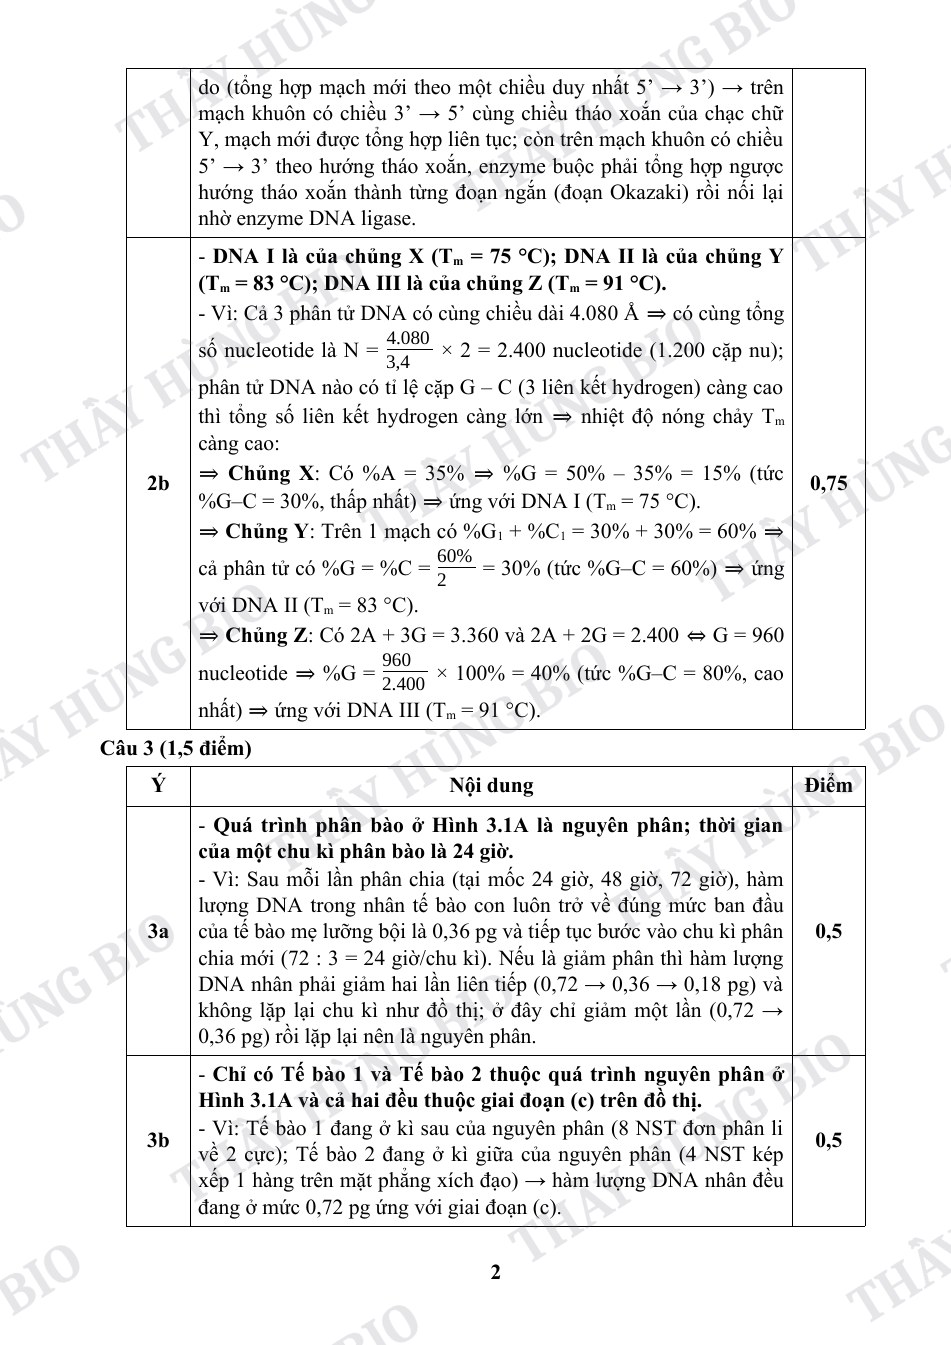 do (tổng hợp mạch mới theo một chiều duy nhất 5’ → 3’) → trên
mạch khuôn có chiều 3’ → 5’ cùng chiều tháo xoắn của chạc chữ
Y, mạch mới được tổng hợp liên tục; còn trên mạch khuôn có chiều
5’ → 3’ theo hướng tháo xoắn, enzyme buộc phải tổng hợp ngược
hướng tháo xoắn thành từng đoạn ngắn (đoạn Okazaki) rồi nối lại
nhờ enzyme DNA ligase.
2b
- DNA I là của chủng X (Tₘ = 75 °C); DNA II là của chủng Y
(Tₘ = 83 °C); DNA III là của chủng Z (Tₘ = 91 °C).
- Vì: Cả 3 phân tử DNA có cùng chiều dài 4.080 Å ⇒ có cùng tổng
số nucleotide là N = 4.080/3,4 × 2 = 2.400 nucleotide (1.200 cặp nu);
phân tử DNA nào có tỉ lệ cặp G – C (3 liên kết hydrogen) càng cao
thì tổng số liên kết hydrogen càng lớn ⇒ nhiệt độ nóng chảy Tₘ
càng cao:
⇒ Chủng X: Có %A = 35% ⇒ %G = 50% – 35% = 15% (tức
%G–C = 30%, thấp nhất) ⇒ ứng với DNA I (Tₘ = 75 °C).
⇒ Chủng Y: Trên 1 mạch có %G₁ + %C₁ = 30% + 30% = 60% ⇒
cả phân tử có %G = %C = 60%/2 = 30% (tức %G–C = 60%) ⇒ ứng
với DNA II (Tₘ = 83 °C).
⇒ Chủng Z: Có 2A + 3G = 3.360 và 2A + 2G = 2.400 ⇔ G = 960
nucleotide ⇒ %G = 960/2.400 × 100% = 40% (tức %G–C = 80%, cao
nhất) ⇒ ứng với DNA III (Tₘ = 91 °C).
0,75
Câu 3 (1,5 điểm)
Ý Nội dung Điểm
3a
- Quá trình phân bào ở Hình 3.1A là nguyên phân; thời gian
của một chu kì phân bào là 24 giờ.
- Vì: Sau mỗi lần phân chia (tại mốc 24 giờ, 48 giờ, 72 giờ), hàm
lượng DNA trong nhân tế bào con luôn trở về đúng mức ban đầu
của tế bào mẹ lưỡng bội là 0,36 pg và tiếp tục bước vào chu kì phân
chia mới (72 : 3 = 24 giờ/chu kì). Nếu là giảm phân thì hàm lượng
DNA nhân phải giảm hai lần liên tiếp (0,72 → 0,36 → 0,18 pg) và
không lặp lại chu kì như đồ thị; ở đây chỉ giảm một lần (0,72 →
0,36 pg) rồi lặp lại nên là nguyên phân.
0,5
3b
- Chỉ có Tế bào 1 và Tế bào 2 thuộc quá trình nguyên phân ở
Hình 3.1A và cả hai đều thuộc giai đoạn (c) trên đồ thị.
- Vì: Tế bào 1 đang ở kì sau của nguyên phân (8 NST đơn phân li
về 2 cực); Tế bào 2 đang ở kì giữa của nguyên phân (4 NST kép
xếp 1 hàng trên mặt phẳng xích đạo) → hàm lượng DNA nhân đều
đang ở mức 0,72 pg ứng với giai đoạn (c).
0,5
2
THẦY HÙNG BIO